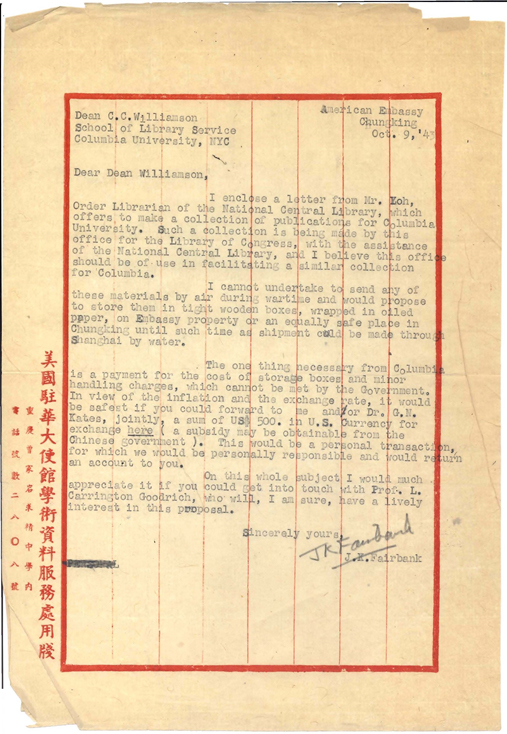 American Embassy
Chungking
Oct. 9, '43
Dean C.C.Williamson
School of Library Service
Columbia University, NYC
Dear Dean Williamson,
I enclose a letter from Mr. Koh,
Order Librarian of the National Central Library, which
offers to make a collection of publications for Columbia
University. Such a collection is being made by this
office for the Library of Congress, with the assistance
of the National Central Library, and I believe this office
should be of use in facilitating a similar collection
for Columbia.
I cannot undertake to send any of
these materials by air during wartime and would propose
to store them in tight wooden boxes, wrapped in oiled
paper, on Embassy property or an equally safe place in
Chungking until such time as shipment could be made through
Shanghai by water.
The one thing necessary from Columbia
is a payment for the cost of storage boxes and minor
handling charges, which cannot be met by the Government.
In view of the inflation and the exchange rate, it would
be safest if you could forward to me and/or Dr. G.N.
Kates, jointly, a sum of US$ 500. in U.S. Currency for
exchange here ( a subsidy may be obtainable from the
Chinese government ). This would be a personal transaction,
for which we would be personally responsible and would return
an account to you.
On this whole subject I would much
appreciate it if you could get into touch with Prof. L.
Carrington Goodrich, who will, I am sure, have a lively
interest in this proposal.
Sincerely yours,
JK Fairbank
J.K.Fairbank
美國駐華大使館學術資料服務處用牋
重慶曾家岩求精中學內
電話號數二八〇八號